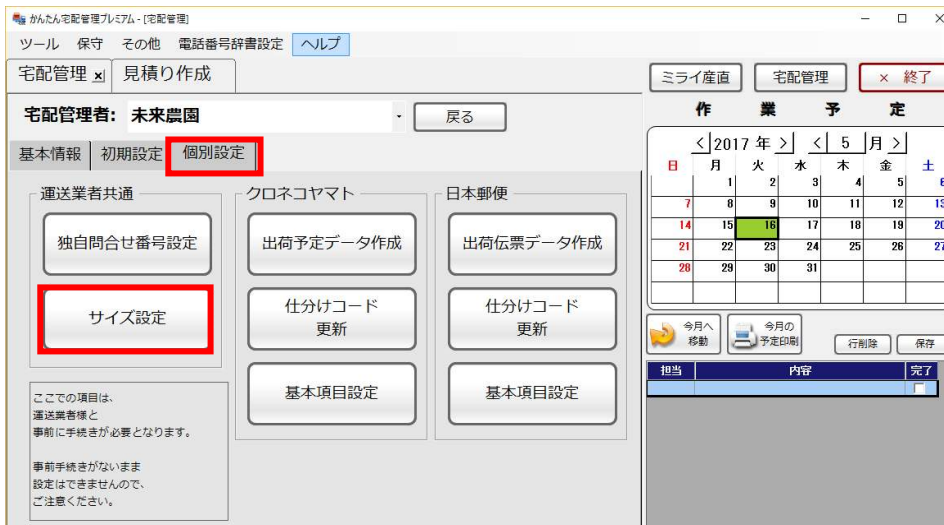 かんたん宅配管理プレミアム - [宅配管理]
ツール 保守 その他 電話番号辞書設定 ヘルプ
宅配管理 x 見積り作成
ミライ産直 宅配管理 × 終了
宅配管理者: 未来農園 戻る
作業予定
基本情報 初期設定 個別設定
< 2017 年 > < 5 月 >
日 月 火 水 木 金 土
1 2 3 4 5 6
7 8 9 10 11 12 13
14 15 16 17 18 19 20
21 22 23 24 25 26 27
28 29 30 31
運送業者共通
独自問合せ番号設定
サイズ設定
クロネコヤマト
出荷予定データ作成
仕分けコード
更新
基本項目設定
日本郵便
出荷伝票データ作成
仕分けコード
更新
基本項目設定
ここでの項目は、
運送業者様と
事前に手続きが必要となります。
事前手続きがないまま
設定はできませんので、
ご注意ください。
今月へ
移動
今月の
予定印刷
行削除 保存
担当 内容 完了